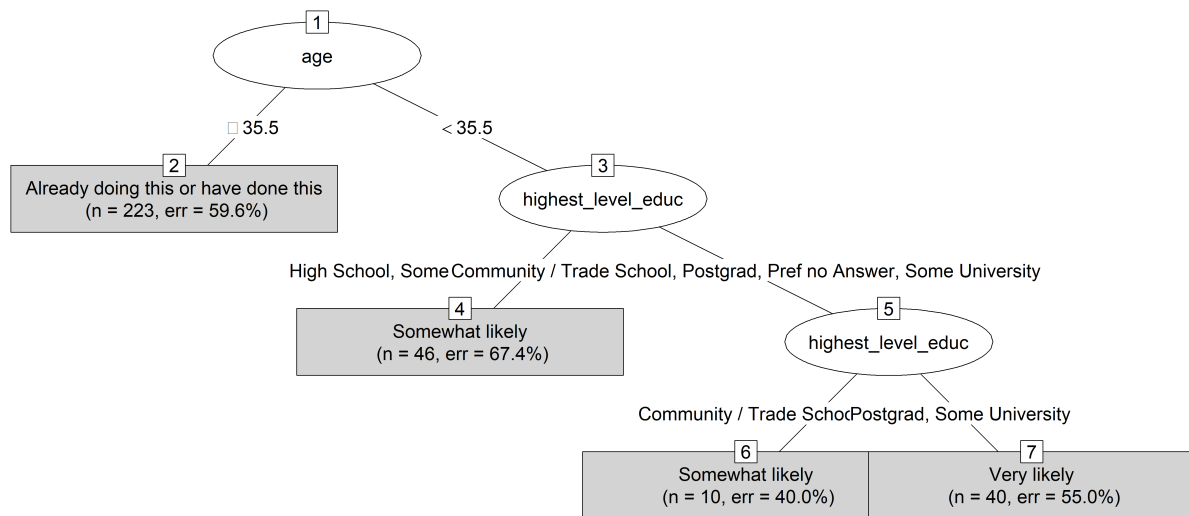 1
age
□ 35.5
< 35.5
2
Already doing this or have done this
(n = 223, err = 59.6%)
3
highest_level_educ
High School, Some Community / Trade School, Postgrad, Pref no Answer, Some University
4
Somewhat likely
(n = 46, err = 67.4%)
5
highest_level_educ
Community / Trade Schoo Postgrad, Some University
6
Somewhat likely
(n = 10, err = 40.0%)
7
Very likely
(n = 40, err = 55.0%)